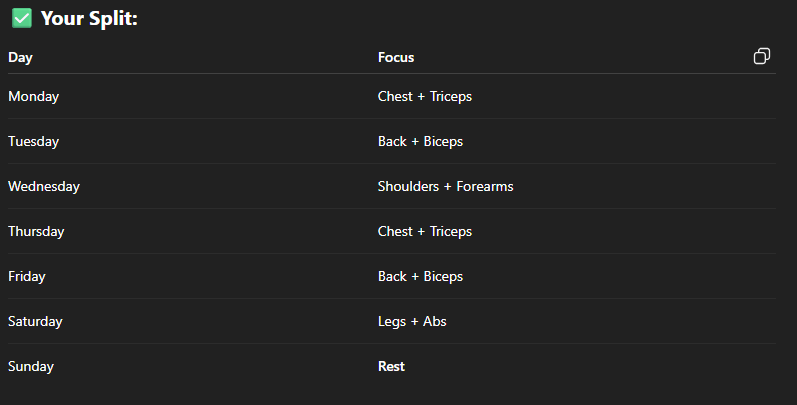 ✅ Your Split:
Day Focus
Monday Chest + Triceps
Tuesday Back + Biceps
Wednesday Shoulders + Forearms
Thursday Chest + Triceps
Friday Back + Biceps
Saturday Legs + Abs
Sunday Rest